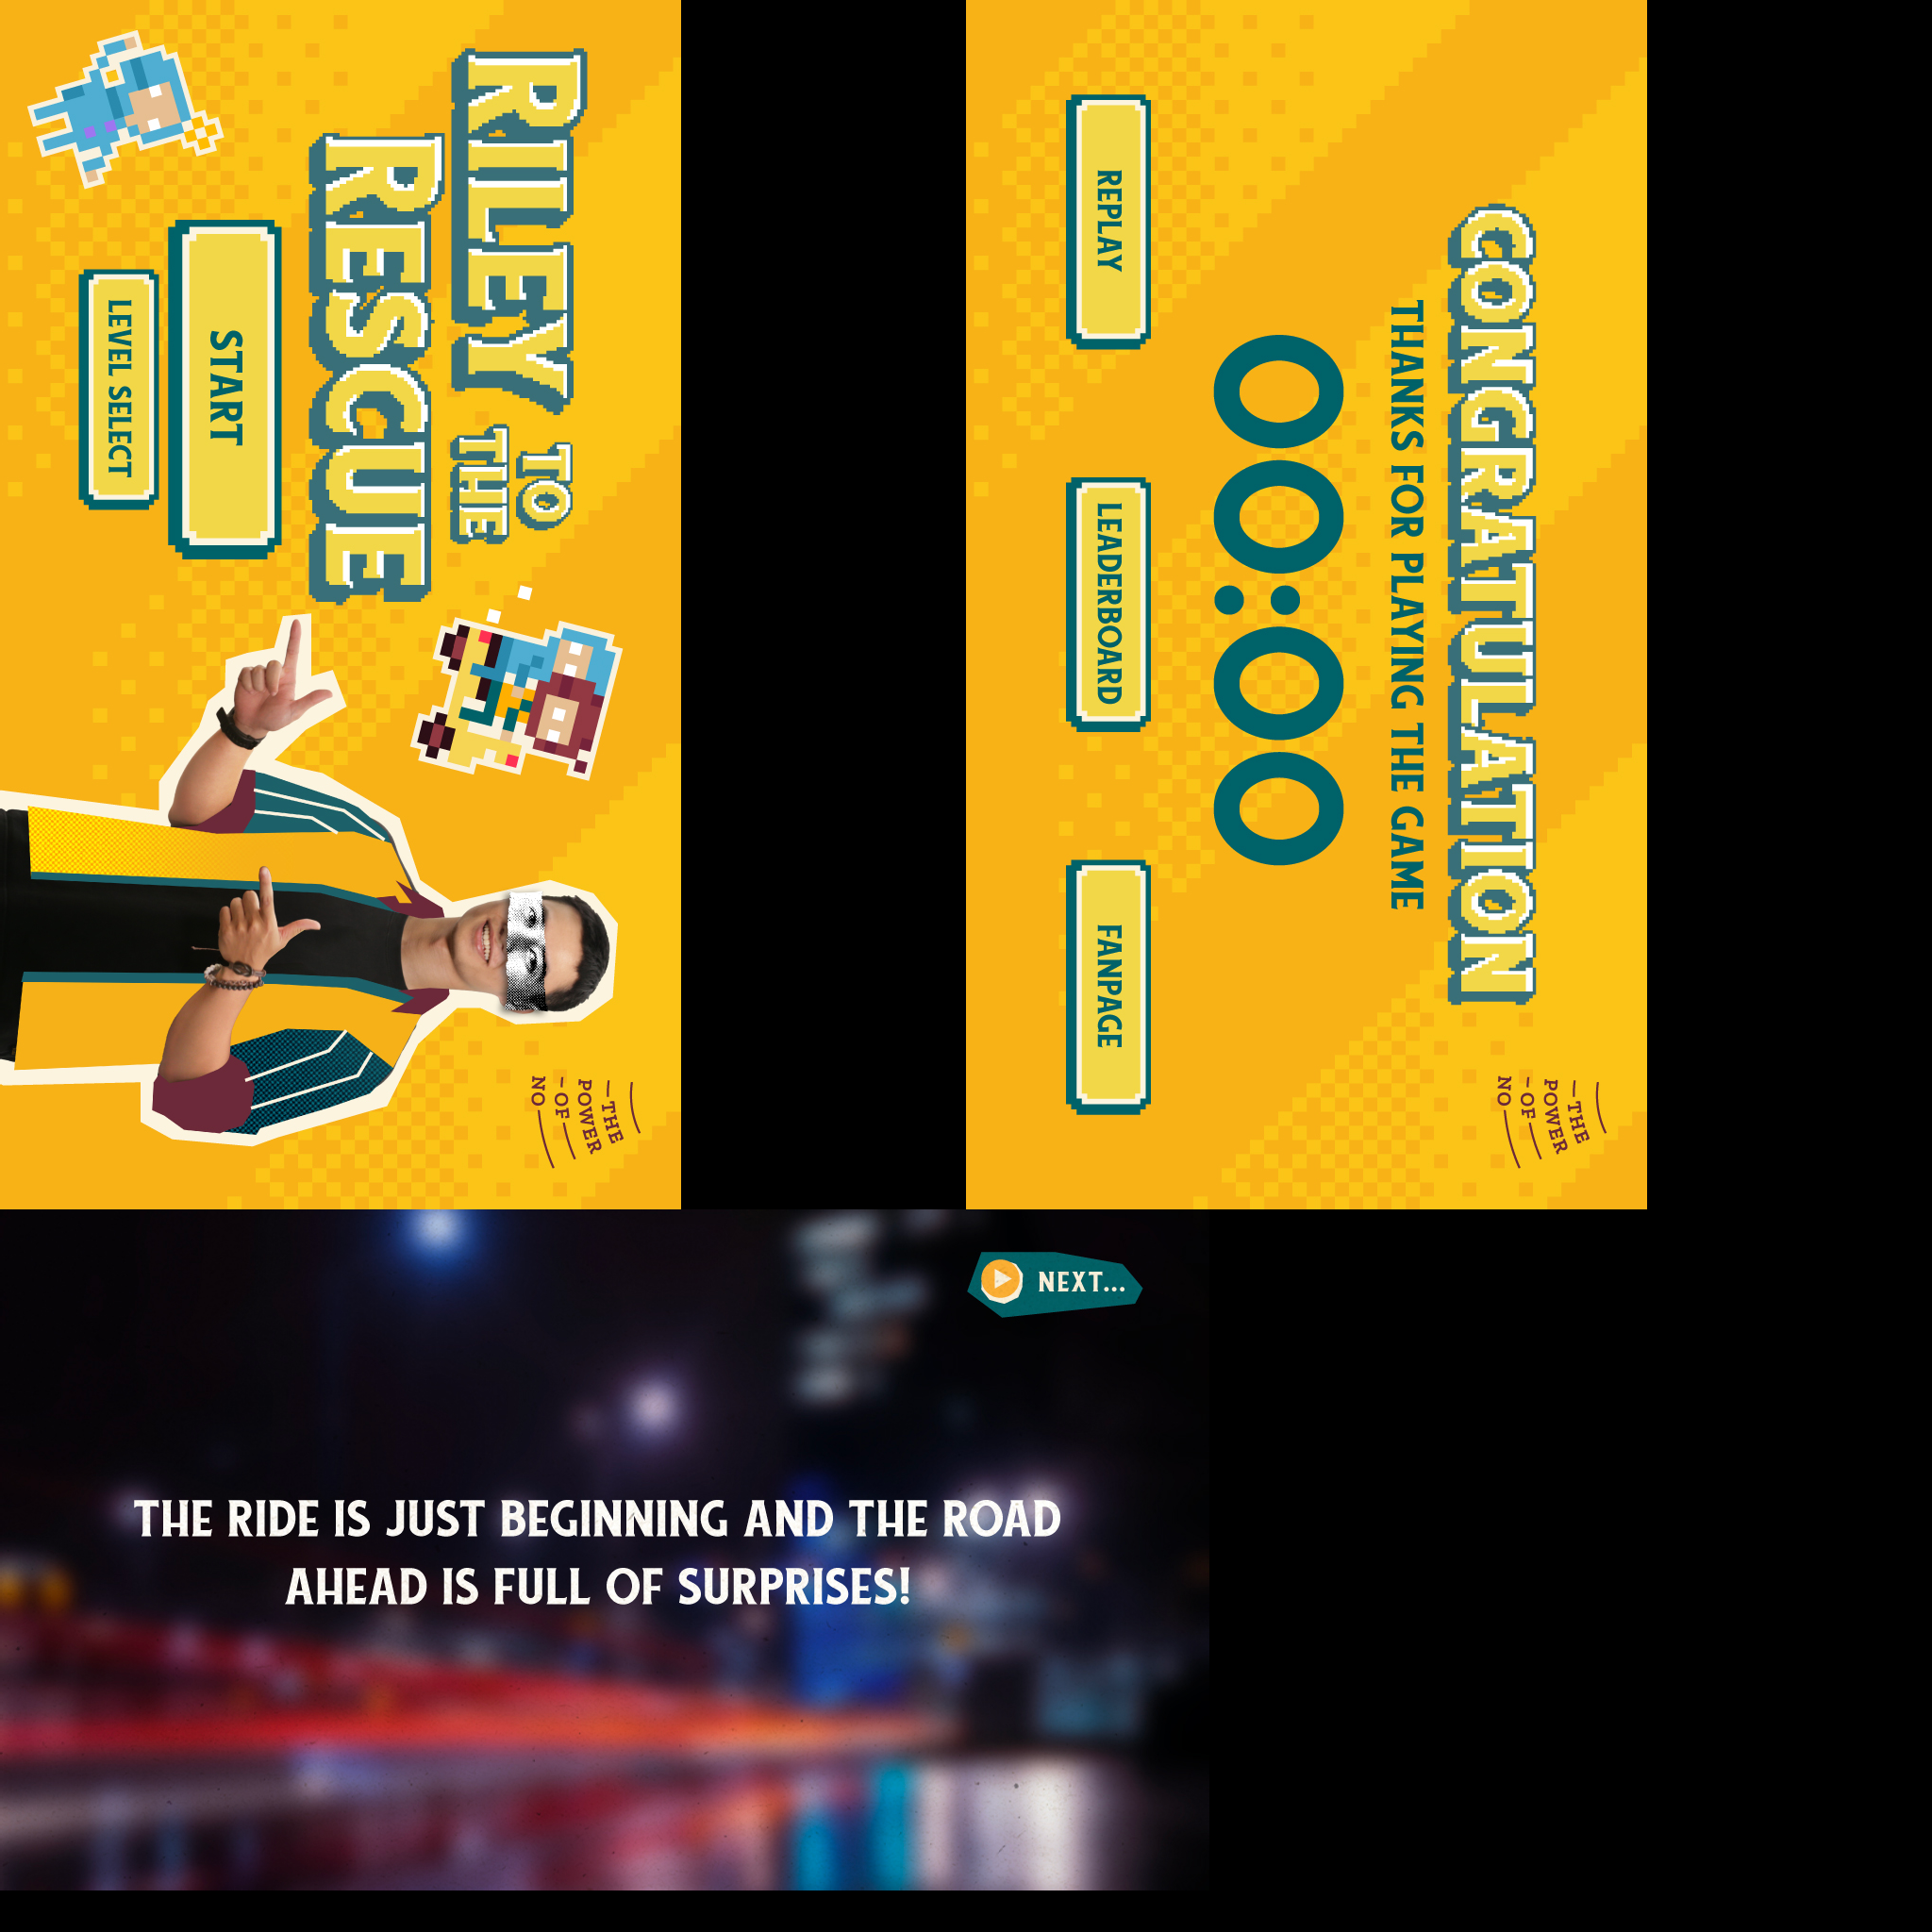 RILEY TO THE
RESCUE
START
LEVEL SELECT
THE
POWER
OF
NO
CONGRATULATION
THANKS FOR PLAYING THE GAME
00:00
REPLAY
LEADERBOARD
FANPAGE
THE
POWER
OF
NO
NEXT...
THE RIDE IS JUST BEGINNING AND THE ROAD
AHEAD IS FULL OF SURPRISES!